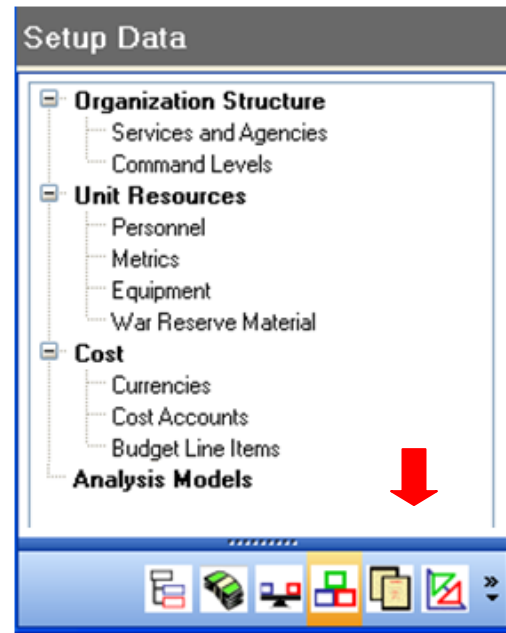 Setup Data
Organization Structure
Services and Agencies
Command Levels
Unit Resources
Personnel
Metrics
Equipment
War Reserve Material
Cost
Currencies
Cost Accounts
Budget Line Items
Analysis Models